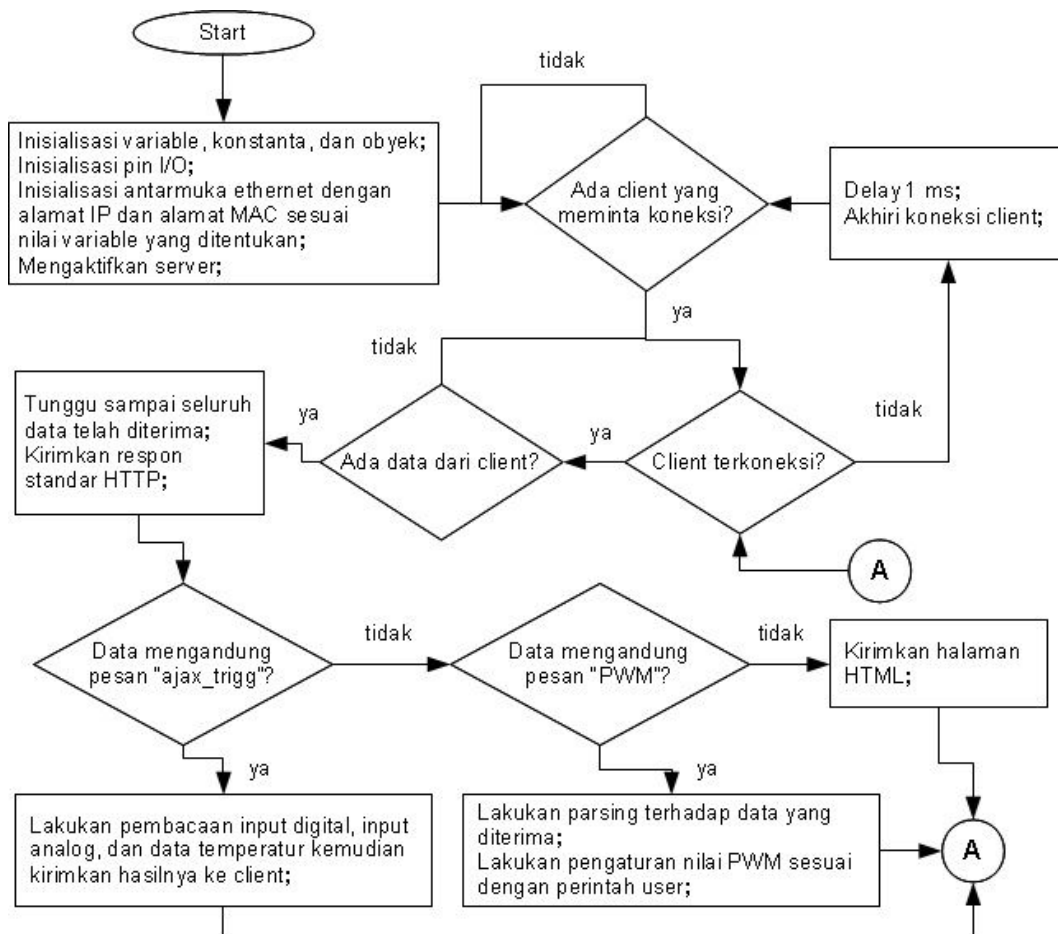 Start
tidak
Inisialisasi variable, konstanta, dan obyek;
Inisialisasi pin I/O;
Inisialisasi antarmuka ethernet dengan
alamat IP dan alamat MAC sesuai
nilai variable yang ditentukan;
Mengaktifkan server;
Ada client yang
meminta koneksi?
Delay 1 ms;
Akhiri koneksi client;
ya
tidak
tidak
Tunggu sampai seluruh
data telah diterima;
Kirimkan respon
standar HTTP;
ya
Ada data dari client?
ya
Client terkoneksi?
A
Data mengandung
pesan "ajax_trigg"?
tidak
Data mengandung
pesan "PWM"?
tidak
Kirimkan halaman
HTML;
ya
ya
Lakukan pembacaan input digital, input
analog, dan data temperatur kemudian
kirimkan hasilnya ke client;
Lakukan parsing terhadap data yang
diterima;
Lakukan pengaturan nilai PWM sesuai
dengan perintah user;
A